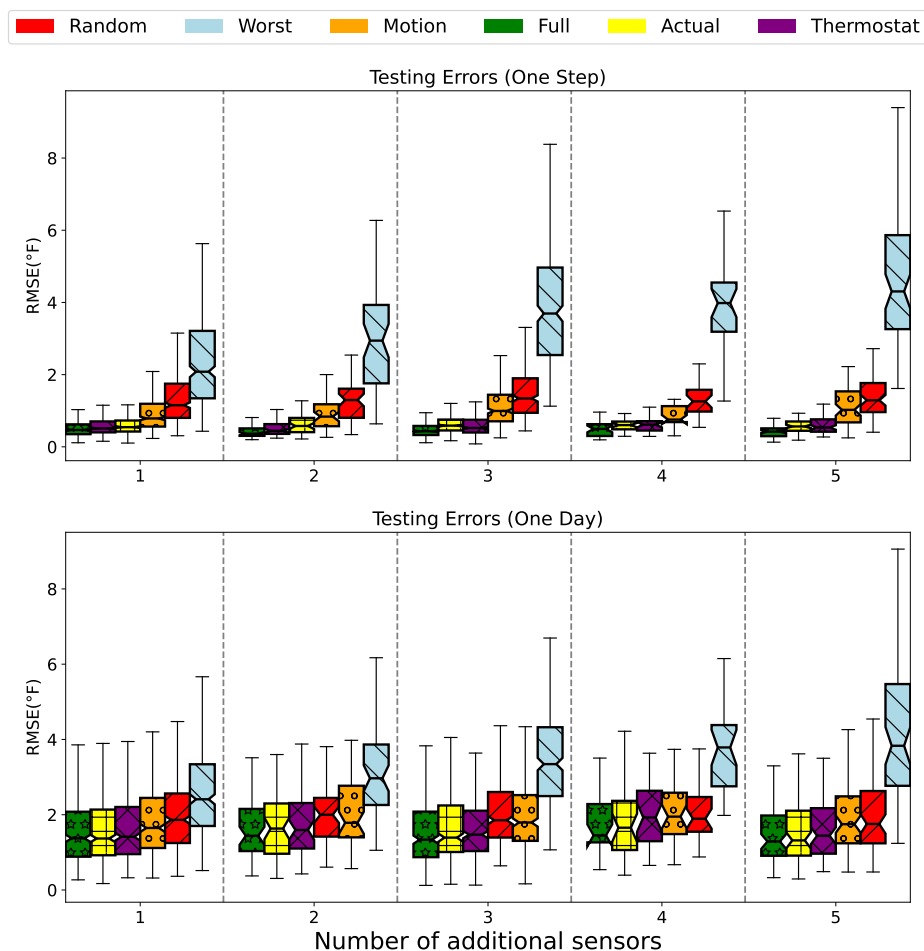 Random Worst Motion Full Actual Thermostat
Testing Errors (One Step)
RMSE(°F)
8
6
4
2
0
1 2 3 4 5
Testing Errors (One Day)
RMSE(°F)
8
6
4
2
0
1 2 3 4 5
Number of additional sensors